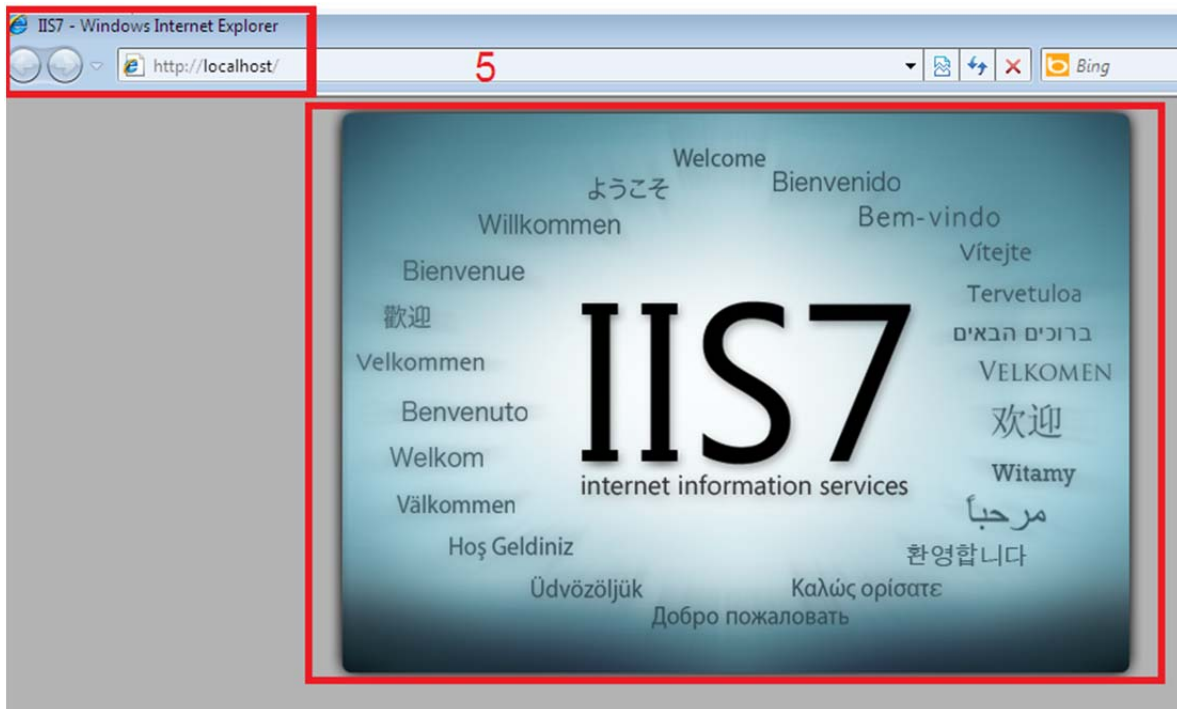 IIS7 - Windows Internet Explorer
http://localhost/
5
Bing
Welcome
ようこそ
Bienvenido
Willkommen
Bem-vindo
Vítejte
Bienvenue
Tervetuloa
歡迎
ברוכים הבאים
Velkommen
VELKOMEN
Benvenuto
欢迎
IIS7
Welkom
Witamy
internet information services
Välkommen
مرحباً
Hoş Geldiniz
환영합니다
Üdvözöljük
Καλώς ορίσατε
Добро пожаловать